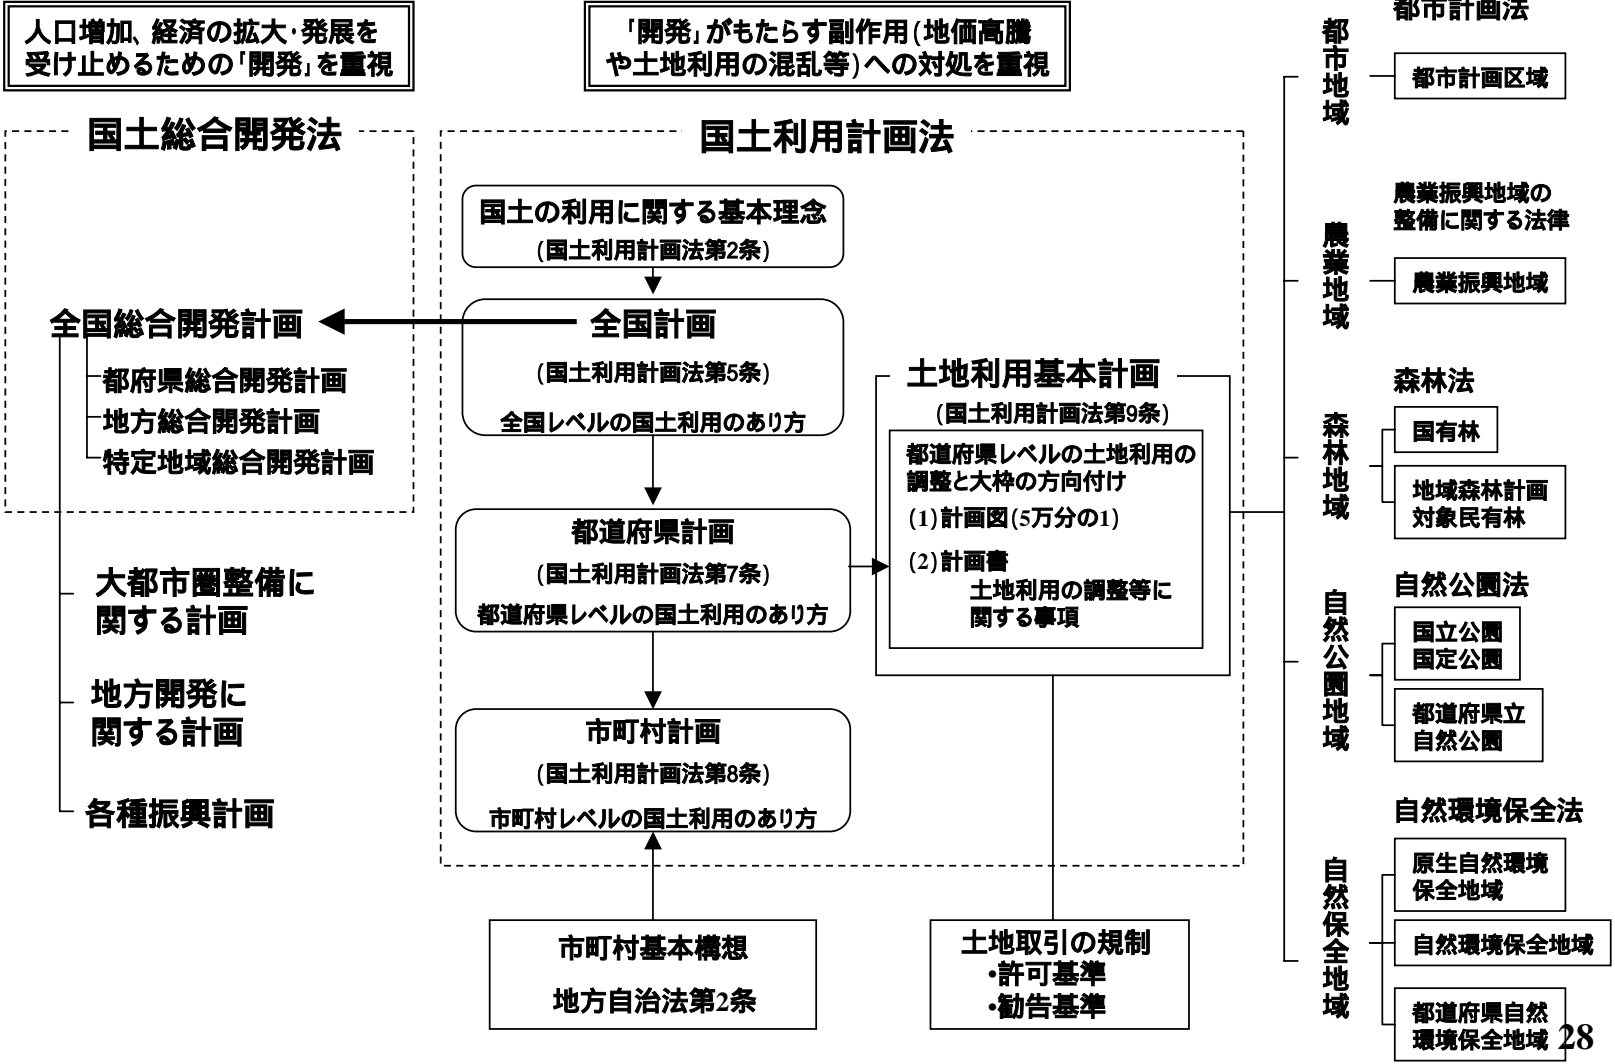 人口増加、経済の拡大・発展を
受け止めるための「開発」を重視
「開発」がもたらす副作用(地価高騰
や土地利用の混乱等)への対処を重視
国土総合開発法
全国総合開発計画
都府県総合開発計画
地方総合開発計画
特定地域総合開発計画
大都市圏整備に
関する計画
地方開発に
関する計画
各種振興計画
国土利用計画法
国土の利用に関する基本理念
(国土利用計画法第2条)
全国計画
(国土利用計画法第5条)
全国レベルの国土利用のあり方
都道府県計画
(国土利用計画法第7条)
都道府県レベルの国土利用のあり方
市町村計画
(国土利用計画法第8条)
市町村レベルの国土利用のあり方
市町村基本構想
地方自治法第2条
土地利用基本計画
(国土利用計画法第9条)
都道府県レベルの土地利用の
調整と大枠の方向付け
(1)計画図(5万分の1)
(2)計画書
土地利用の調整等に
関する事項
土地取引の規制
・許可基準
・勧告基準
都市地域
都市計画法
都市計画区域
農業地域
農業振興地域の
整備に関する法律
農業振興地域
森林地域
森林法
国有林
地域森林計画
対象民有林
自然公園地域
自然公園法
国立公園
国定公園
都道府県立
自然公園
自然保全地域
自然環境保全法
原生自然環境
保全地域
自然環境保全地域
都道府県自然
環境保全地域
28